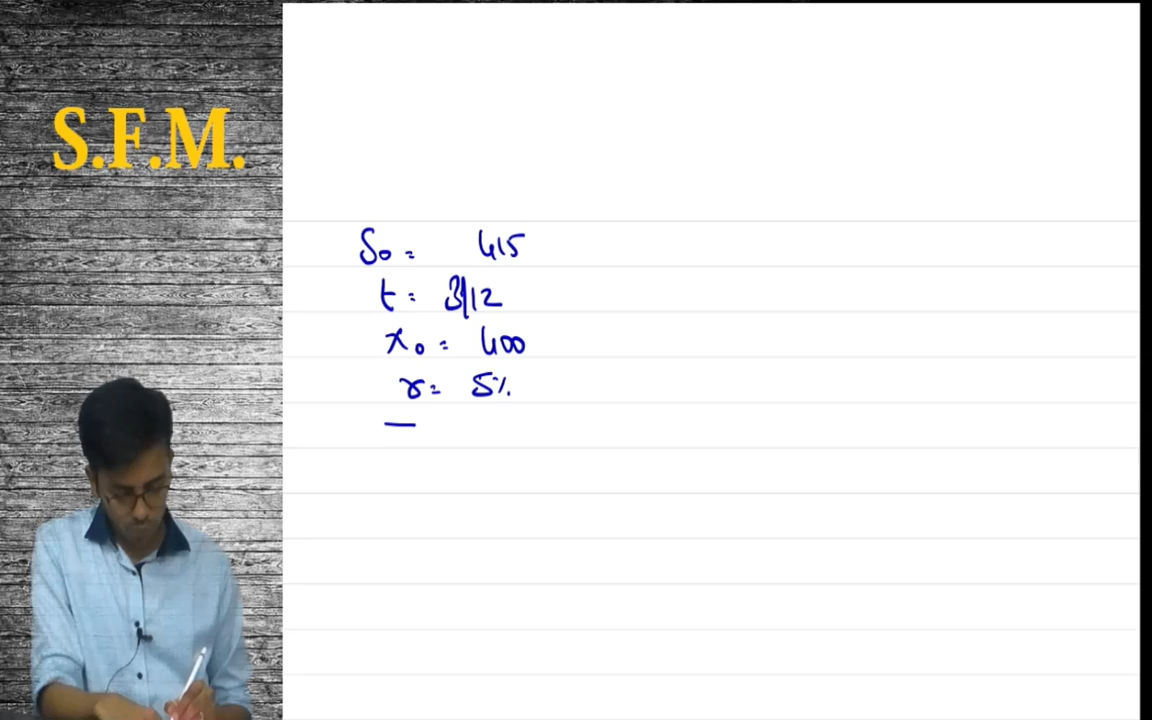 S.F.M.
S₀ = 415
t = 3/12
x₀ = 400
r = 5%